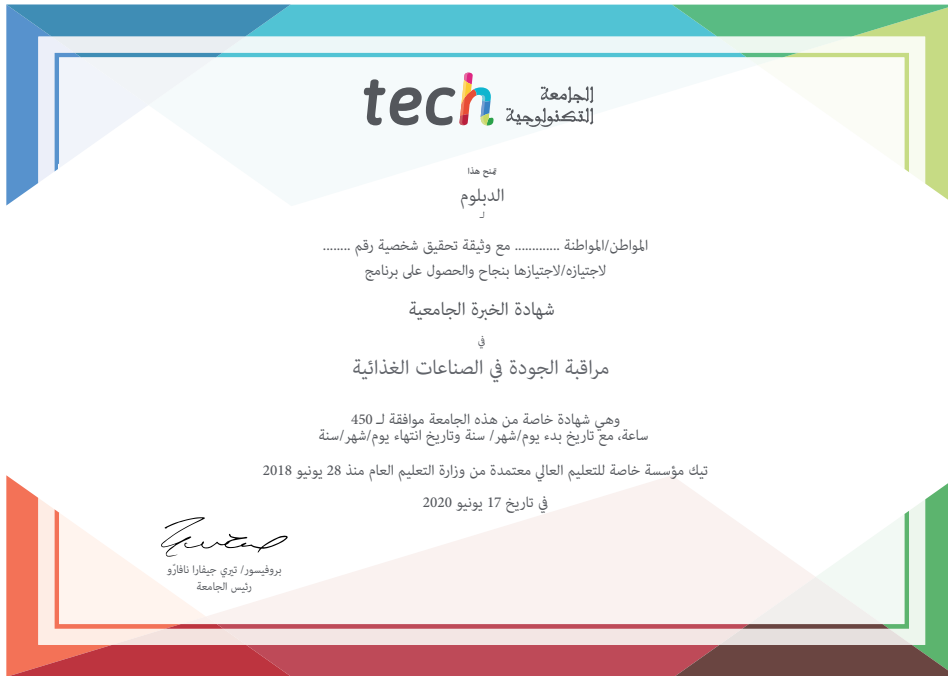 tech الجامعة
التكنولوجية
يمنح هذا
الدبلوم
لـ
المواطن/المواطنة ............ مع وثيقة تحقيق شخصية رقم ........
لاجتيازه/لاجتيازها بنجاح والحصول على برنامج
شهادة الخبرة الجامعية
في
مراقبة الجودة في الصناعات الغذائية
وهي شهادة خاصة من هذه الجامعة موافقة لـ 450
ساعة، مع تاريخ بدء يوم/شهر/ سنة وتاريخ انتهاء يوم/شهر/سنة
تيك مؤسسة خاصة للتعليم العالي معتمدة من وزارة التعليم العام منذ 28 يونيو 2018
في تاريخ 17 يونيو 2020
بروفيسور/ تيري جيفارا نافارّو
رئيس الجامعة